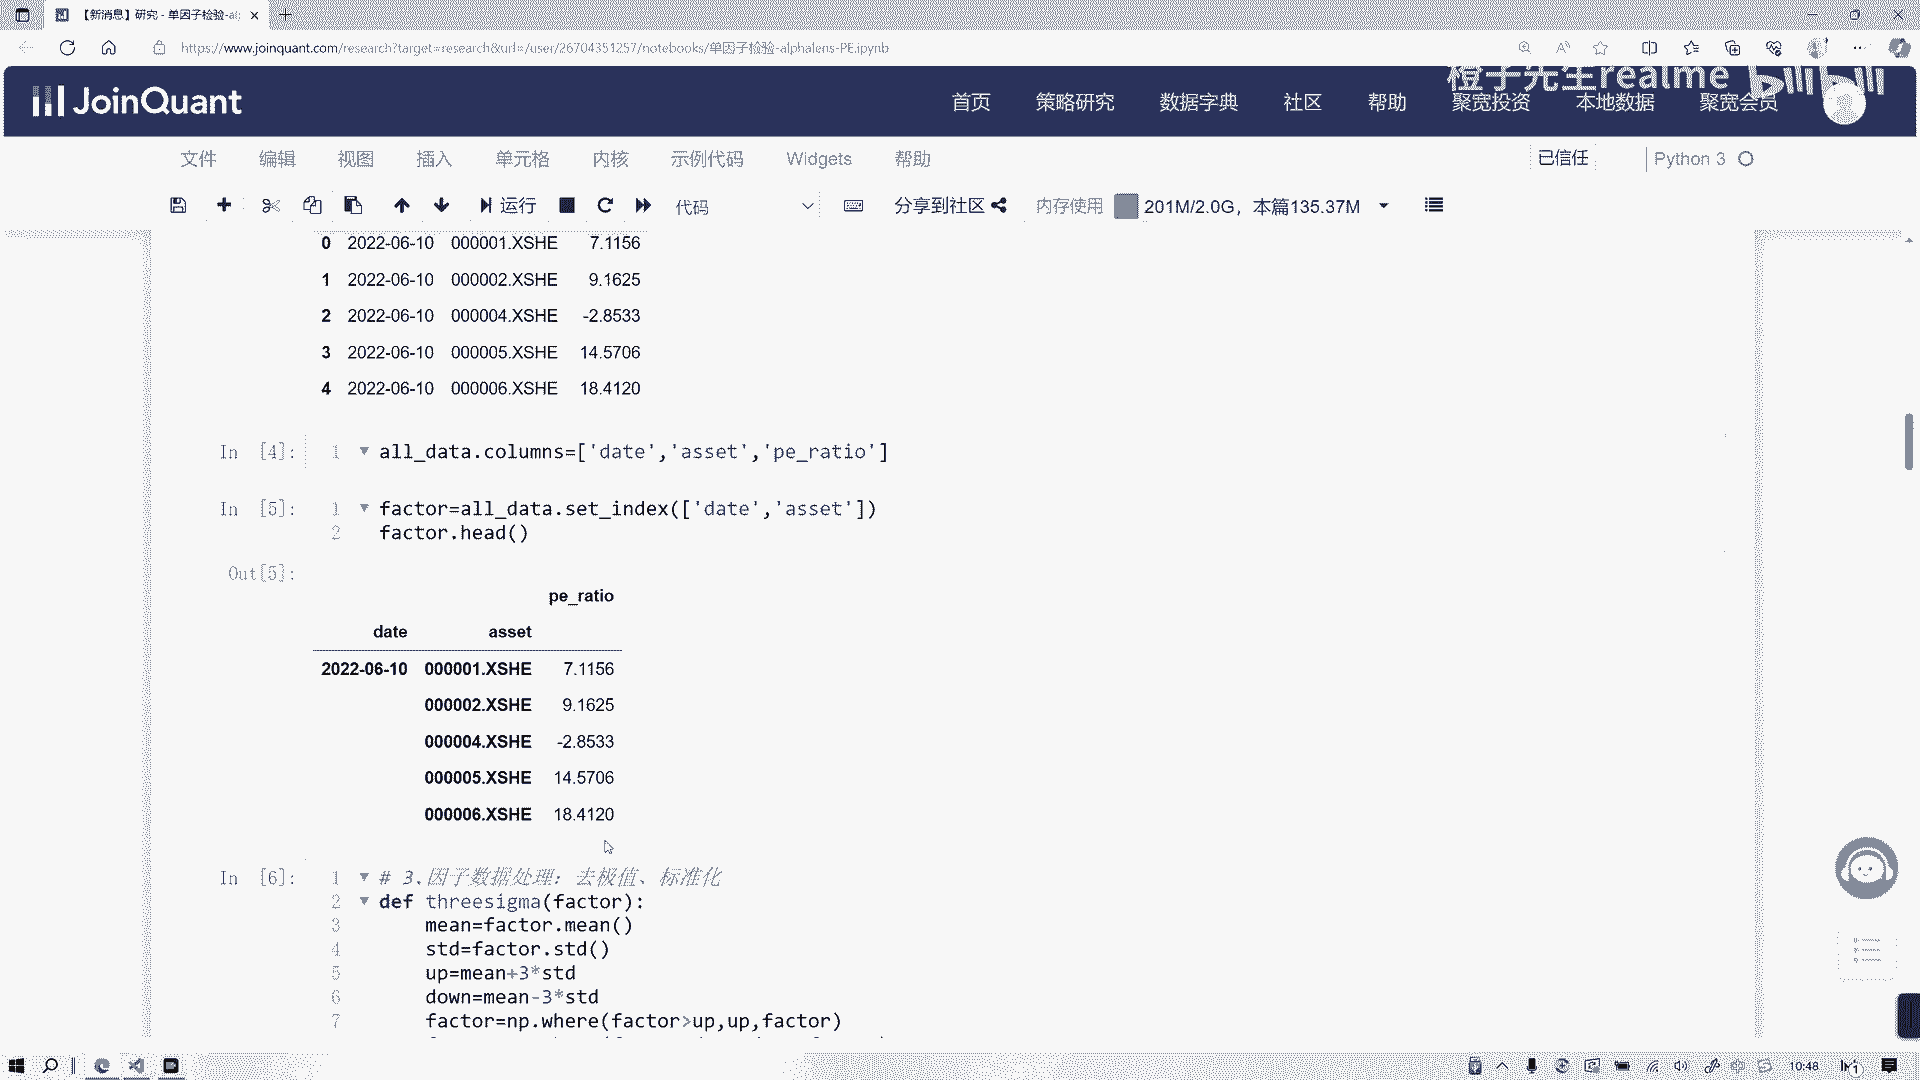 【新消息】研究 - 单因子检验-al
https://www.joinquant.com/research?target=research&url=/user/26704351257/notebooks/单因子检验-alphalens-PE.ipynb
橙子先生realme bilibili
JoinQuant 首页 策略研究 数据字典 社区 帮助 聚宽投资 本地数据 聚宽会员
文件 编辑 视图 插入 单元格 内核 示例代码 Widgets 帮助 已信任 Python 3
运行 代码 分享到社区 内存使用 201M/2.0G，本篇135.37M
0 2022-06-10 000001.XSHE 7.1156
1 2022-06-10 000002.XSHE 9.1625
2 2022-06-10 000004.XSHE -2.8533
3 2022-06-10 000005.XSHE 14.5706
4 2022-06-10 000006.XSHE 18.4120
In [4]: 1 all_data.columns=['date','asset','pe_ratio']
In [5]: 1 factor=all_data.set_index(['date','asset'])
2 factor.head()
Out[5]:
pe_ratio
date asset
2022-06-10 000001.XSHE 7.1156
000002.XSHE 9.1625
000004.XSHE -2.8533
000005.XSHE 14.5706
000006.XSHE 18.4120
In [6]: 1 # 3.因子数据处理：去极值、标准化
2 def threesigma(factor):
3 mean=factor.mean()
4 std=factor.std()
5 up=mean+3*std
6 down=mean-3*std
7 factor=np.where(factor>up,up,factor)
10:48